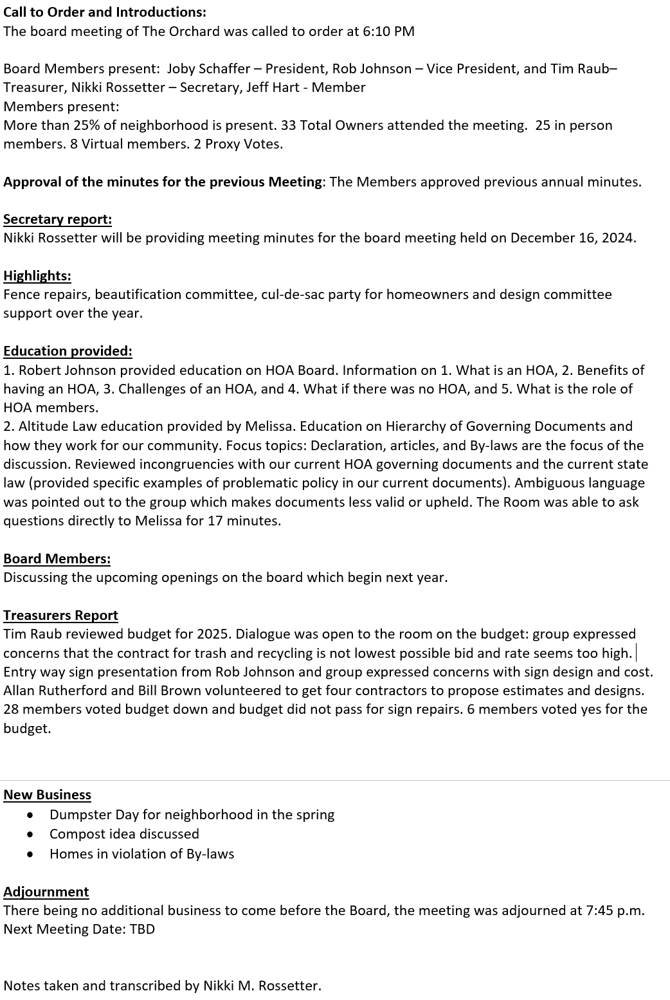 Call to Order and Introductions:
The board meeting of The Orchard was called to order at 6:10 PM
Board Members present:  Joby Schaffer – President, Rob Johnson – Vice President, and Tim Raub–
Treasurer, Nikki Rossetter – Secretary, Jeff Hart - Member
Members present:
More than 25% of neighborhood is present. 33 Total Owners attended the meeting.  25 in person
members. 8 Virtual members. 2 Proxy Votes.
Approval of the minutes for the previous Meeting: The Members approved previous annual minutes.
Secretary report:
Nikki Rossetter will be providing meeting minutes for the board meeting held on December 16, 2024.
Highlights:
Fence repairs, beautification committee, cul-de-sac party for homeowners and design committee
support over the year.
Education provided:
1. Robert Johnson provided education on HOA Board. Information on 1. What is an HOA, 2. Benefits of
having an HOA, 3. Challenges of an HOA, and 4. What if there was no HOA, and 5. What is the role of
HOA members.
2. Altitude Law education provided by Melissa. Education on Hierarchy of Governing Documents and
how they work for our community. Focus topics: Declaration, articles, and By-laws are the focus of the
discussion. Reviewed incongruencies with our current HOA governing documents and the current state
law (provided specific examples of problematic policy in our current documents). Ambiguous language
was pointed out to the group which makes documents less valid or upheld. The Room was able to ask
questions directly to Melissa for 17 minutes.
Board Members:
Discussing the upcoming openings on the board which begin next year.
Treasurers Report
Tim Raub reviewed budget for 2025. Dialogue was open to the room on the budget: group expressed
concerns that the contract for trash and recycling is not lowest possible bid and rate seems too high.
Entry way sign presentation from Rob Johnson and group expressed concerns with sign design and cost.
Allan Rutherford and Bill Brown volunteered to get four contractors to propose estimates and designs.
28 members voted budget down and budget did not pass for sign repairs. 6 members voted yes for the
budget.
New Business
• Dumpster Day for neighborhood in the spring
• Compost idea discussed
• Homes in violation of By-laws
Adjournment
There being no additional business to come before the Board, the meeting was adjourned at 7:45 p.m.
Next Meeting Date: TBD
Notes taken and transcribed by Nikki M. Rossetter.